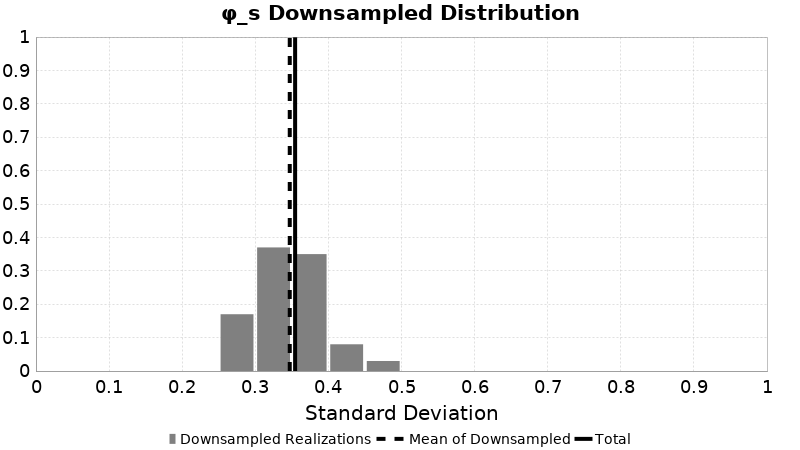 φ_s Downsampled Distribution
1
0.9
0.8
0.7
0.6
0.5
0.4
0.3
0.2
0.1
0
0 0.1 0.2 0.3 0.4 0.5 0.6 0.7 0.8 0.9 1
Standard Deviation
Downsampled Realizations Mean of Downsampled Total